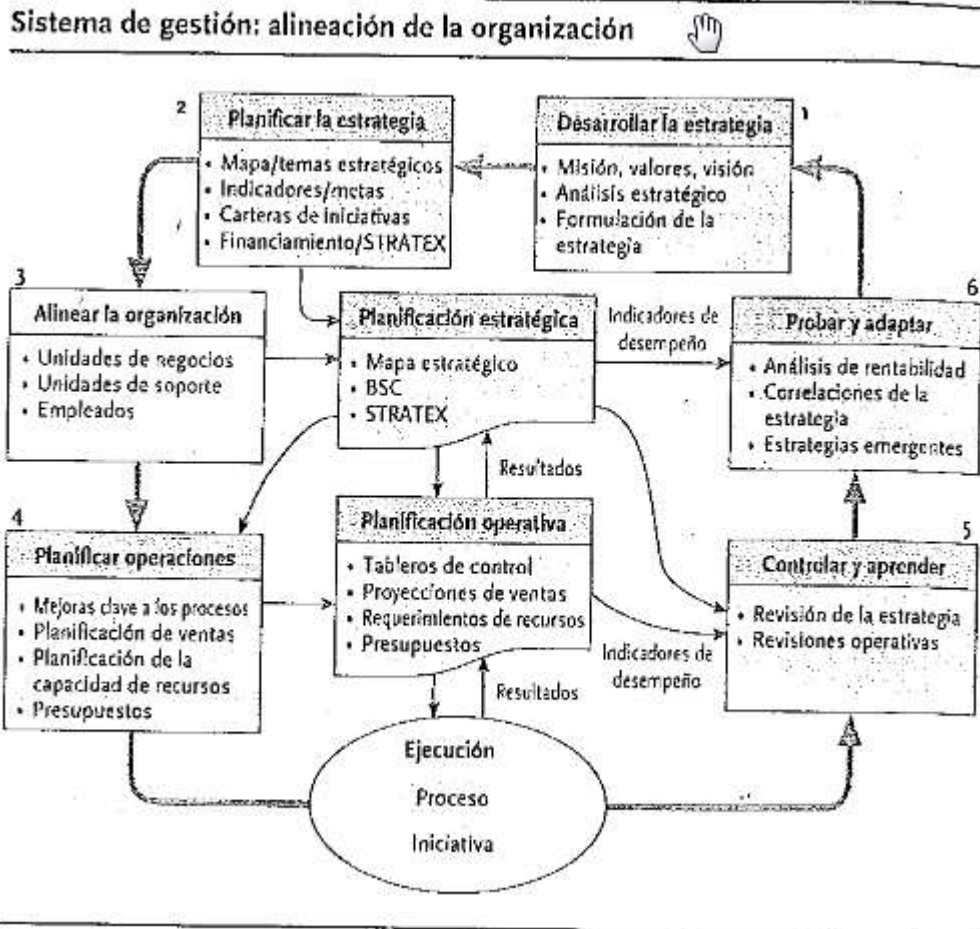 Sistema de gestión: alineación de la organización
2
Planificar la estrategia
• Mapa/temas estratégicos
• Indicadores/metas
• Carteras de iniciativas
• Financiamiento/STRATEX
1
Desarrollar la estrategia
• Misión, valores, visión
• Análisis estratégico
• Formulación de la
estrategia
3
Alinear la organización
• Unidades de negocios
• Unidades de soporte
• Empleados
Planificación estratégica
• Mapa estratégico
• BSC
• STRATEX
Indicadores de
desempeño
6
Probar y adaptar
• Análisis de rentabilidad
• Correlaciones de la
estrategia
• Estrategias emergentes
Resultados
4
Planificar operaciones
• Mejoras clave a los procesos
• Planificación de ventas
• Planificación de la
capacidad de recursos
• Presupuestos
Planificación operativa
• Tableros de control
• Proyecciones de ventas
• Requerimientos de recursos
• Presupuestos
Indicadores de
desempeño
5
Controlar y aprender
• Revisión de la estrategia
• Revisiones operativas
Resultados
Ejecución
Proceso
Iniciativa